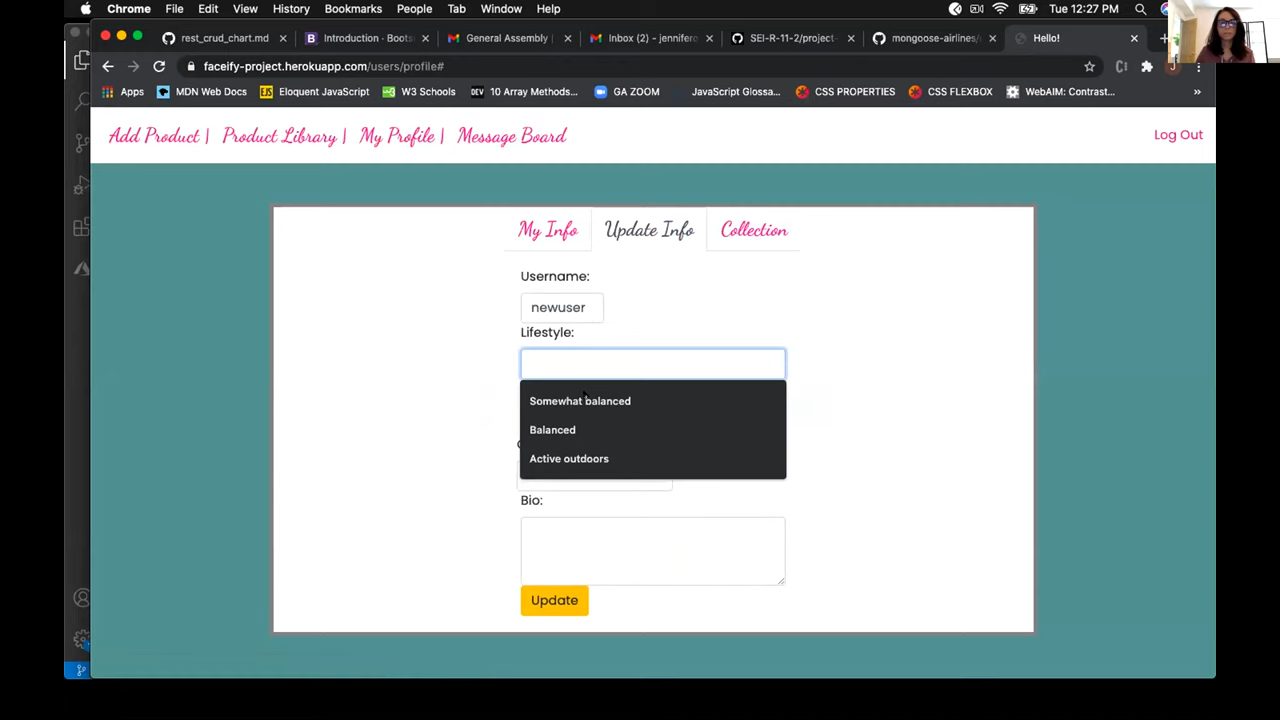 Chrome File Edit View History Bookmarks People Tab Window Help Tue 12:27 PM
rest_crud_chart.md Introduction - Boots General Assembly Inbox (2) - jennifero SEI-R-11-2/project- mongoose-airlines/ Hello!
faceify-project.herokuapp.com/users/profile#
Apps MDN Web Docs Eloquent JavaScript W3 Schools 10 Array Methods... GA ZOOM JavaScript Glossa... CSS PROPERTIES CSS FLEXBOX WebAIM: Contrast... »
Add Product | Product Library | My Profile | Message Board Log Out
My Info Update Info Collection
Username:
newuser
Lifestyle:
Somewhat balanced
Balanced
Active outdoors
Bio:
Update